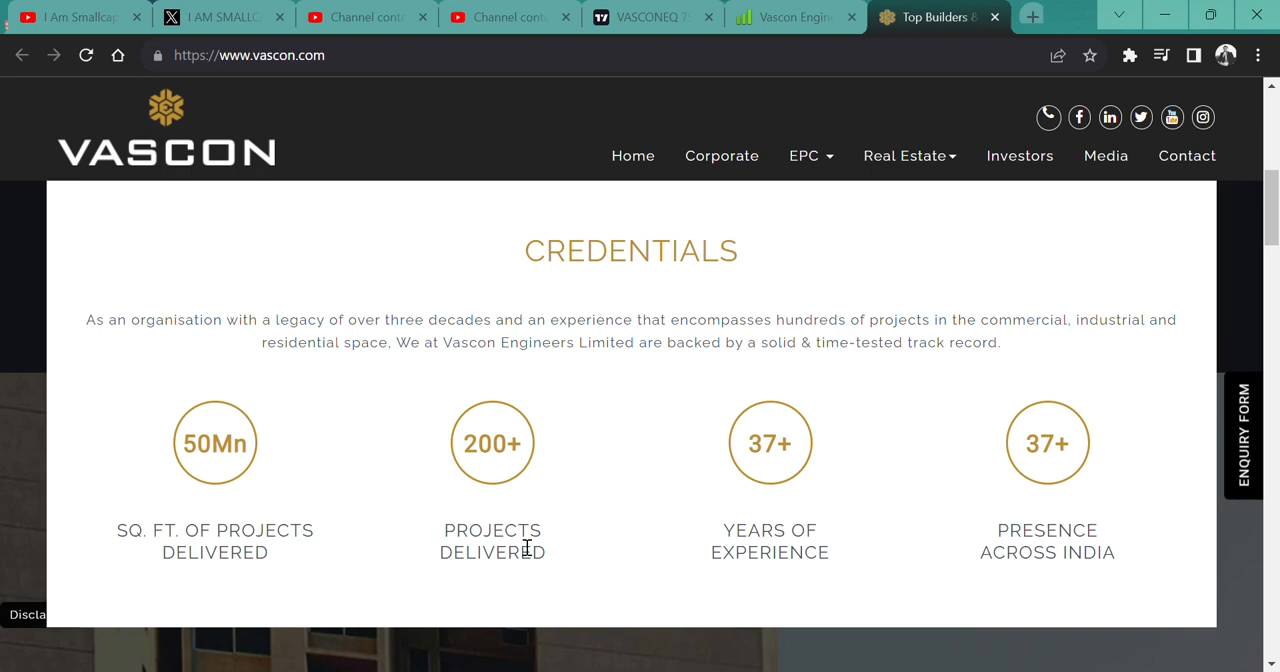 I Am Smallcap
I AM SMALLC
Channel conte
Channel conte
VASCONEQ 75
Vascon Engin
Top Builders &
https://www.vascon.com
VASCON
Home
Corporate
EPC
Real Estate
Investors
Media
Contact
CREDENTIALS
As an organisation with a legacy of over three decades and an experience that encompasses hundreds of projects in the commercial, industrial and
residential space, We at Vascon Engineers Limited are backed by a solid & time-tested track record.
50Mn
200+
37+
37+
SQ. FT. OF PROJECTS
DELIVERED
PROJECTS
DELIVERED
YEARS OF
EXPERIENCE
PRESENCE
ACROSS INDIA
ENQUIRY FORM
Discla